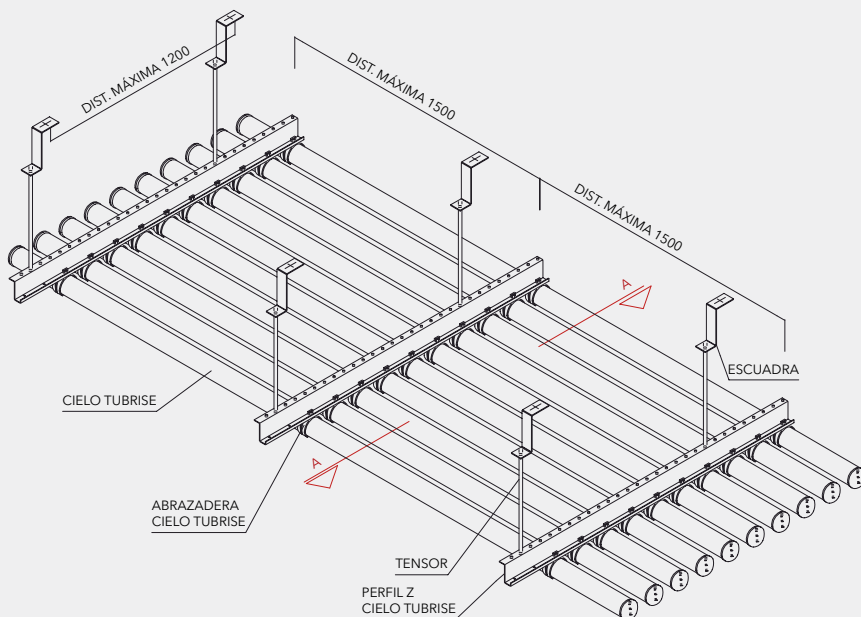 DIST. MÁXIMA 1200
DIST. MÁXIMA 1500
DIST. MÁXIMA 1500
A
ESCUADRA
CIELO TUBRISE
A
ABRAZADERA
CIELO TUBRISE
TENSOR
PERFIL Z
CIELO TUBRISE